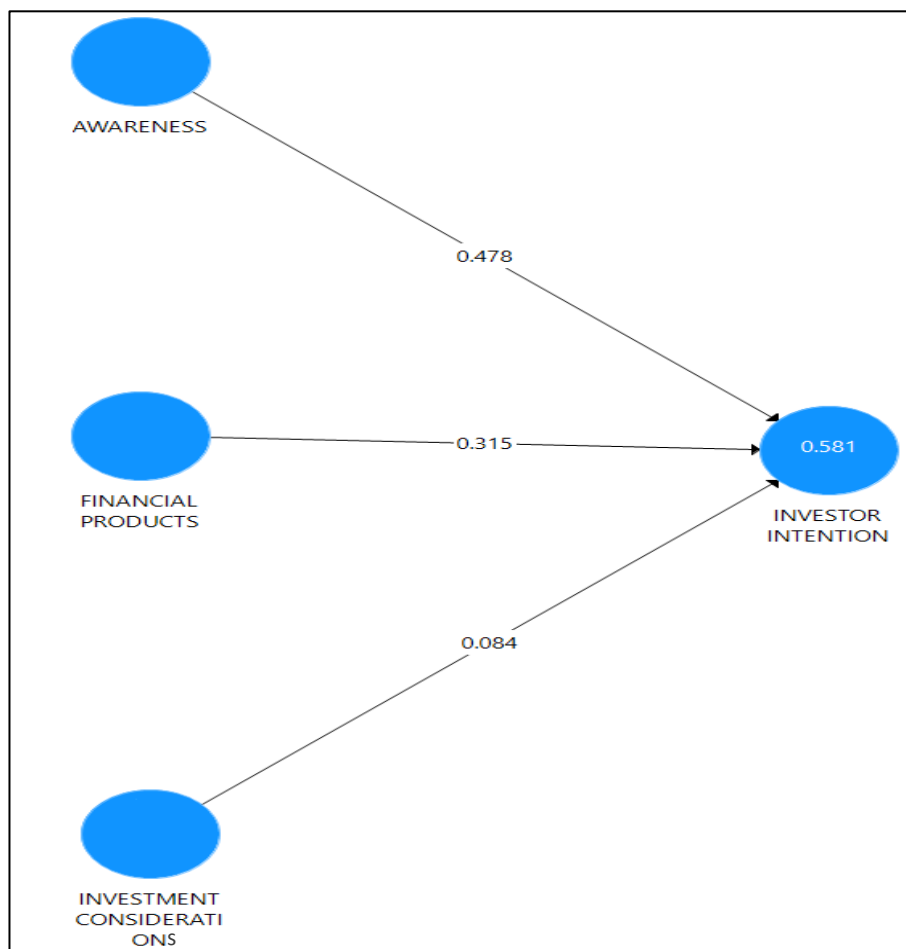 AWARENESS
0.478
FINANCIAL
PRODUCTS
0.315
0.581
INVESTOR
INTENTION
0.084
INVESTMENT
CONSIDERATI
ONS